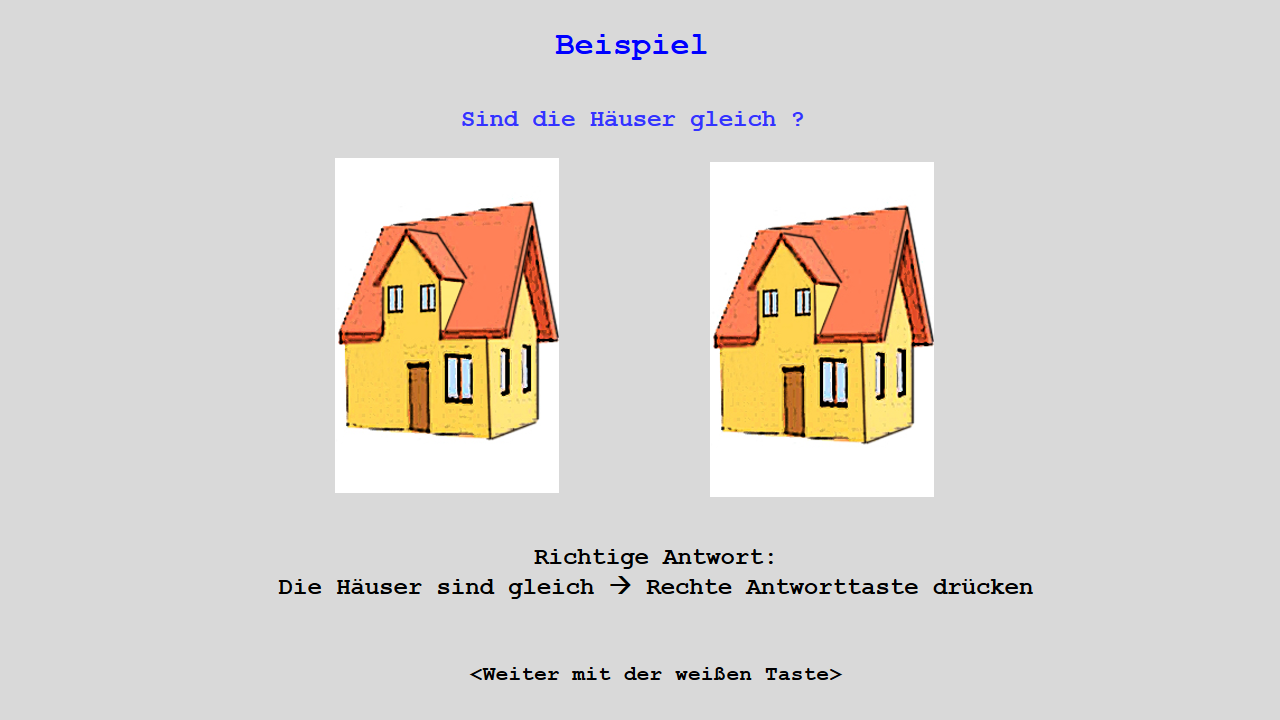 Beispiel
Sind die Häuser gleich ?
Richtige Antwort:
Die Häuser sind gleich → Rechte Antworttaste drücken
<Weiter mit der weißen Taste>